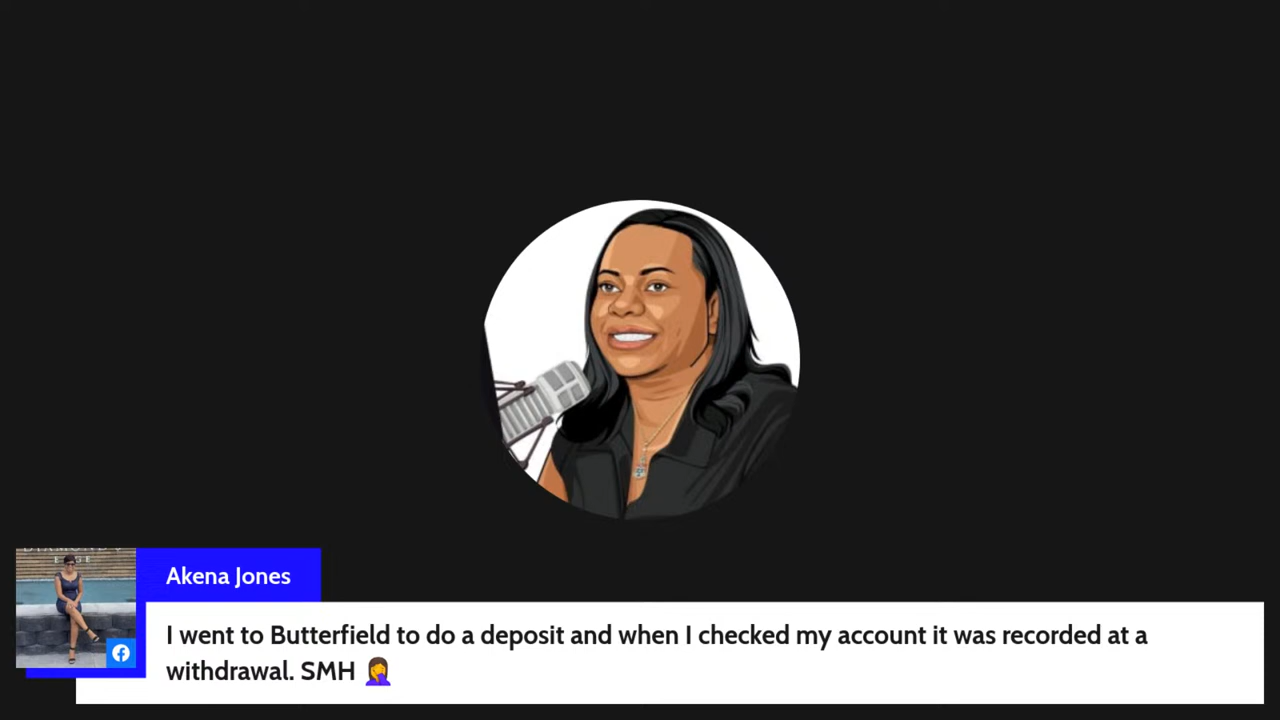 Akena Jones
I went to Butterfield to do a deposit and when I checked my account it was recorded at a
withdrawal. SMH 🤦‍♀️